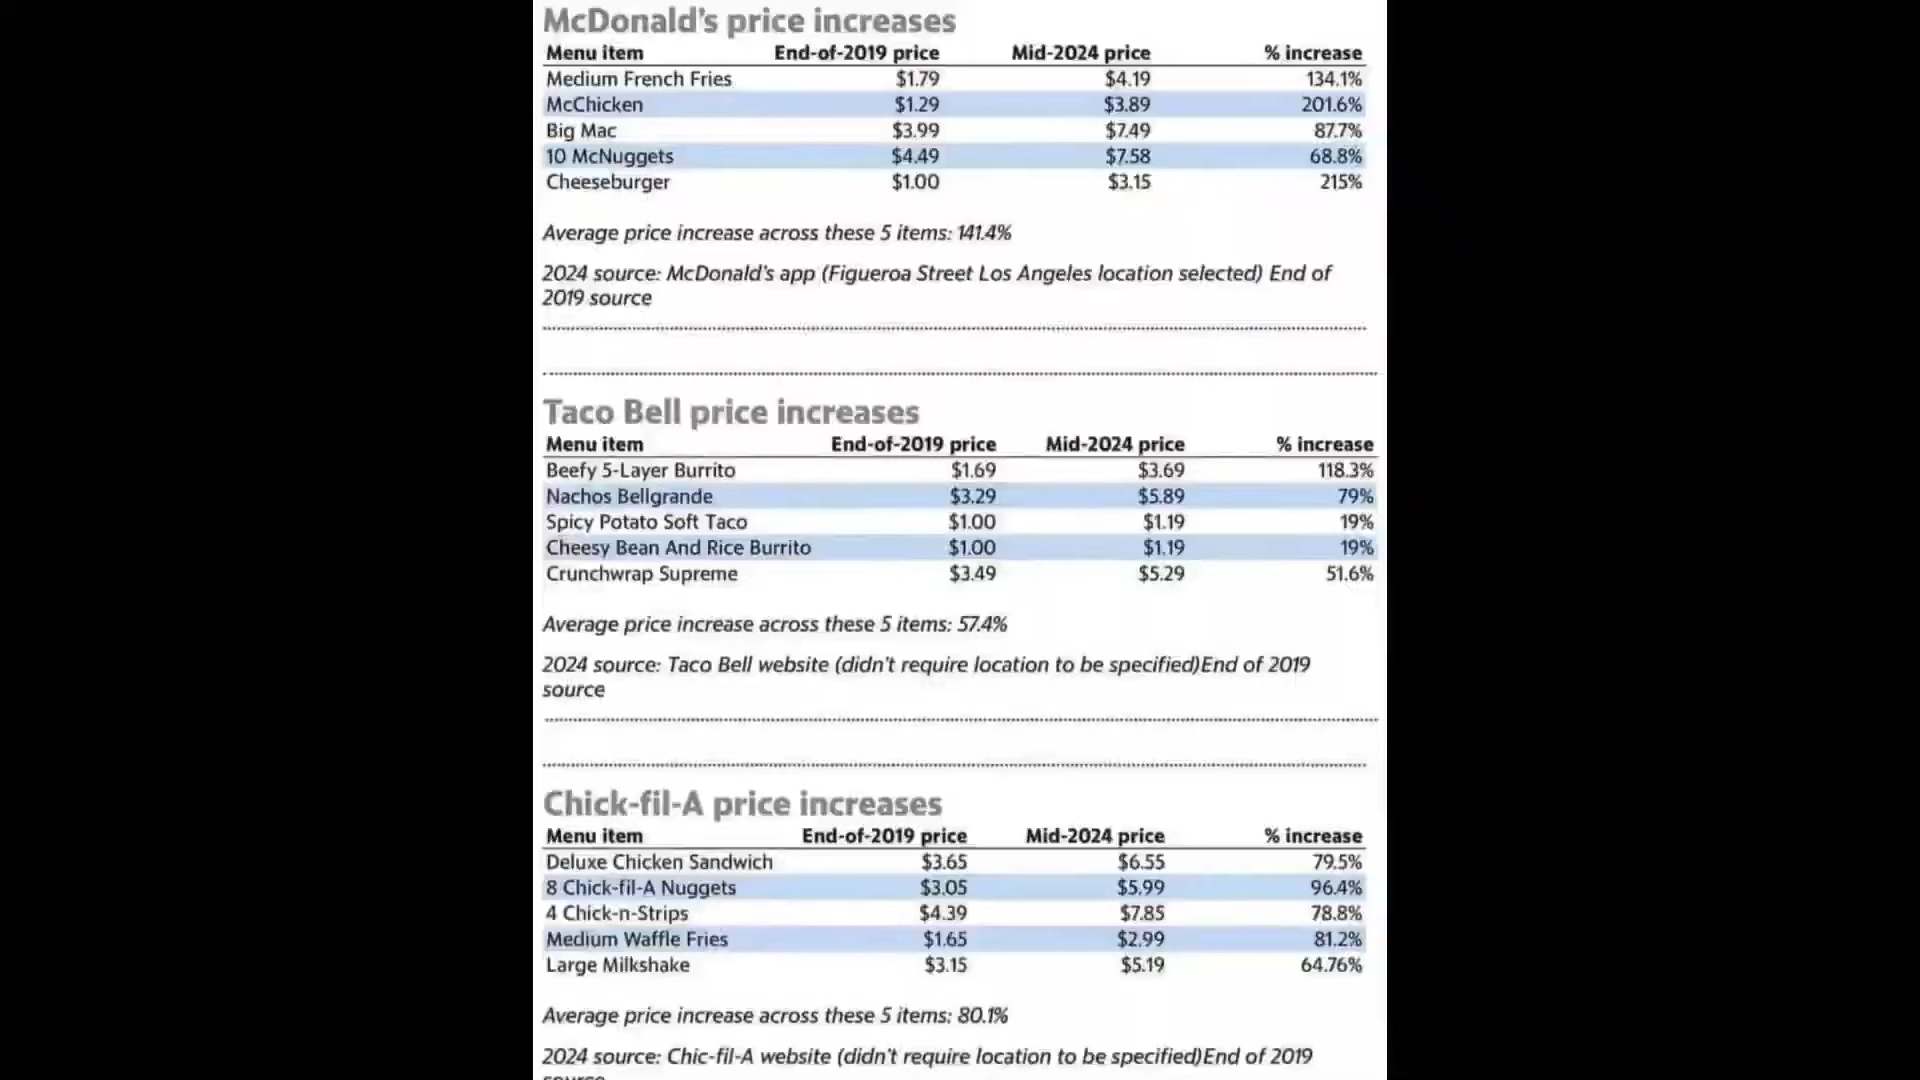 McDonald's price increases
Menu item End-of-2019 price Mid-2024 price % increase
Medium French Fries $1.79 $4.19 134.1%
McChicken $1.29 $3.89 201.6%
Big Mac $3.99 $7.49 87.7%
10 McNuggets $4.49 $7.58 68.8%
Cheeseburger $1.00 $3.15 215%
Average price increase across these 5 items: 141.4%
2024 source: McDonald's app (Figueroa Street Los Angeles location selected) End of
2019 source
Taco Bell price increases
Menu item End-of-2019 price Mid-2024 price % increase
Beefy 5-Layer Burrito $1.69 $3.69 118.3%
Nachos Bellgrande $3.29 $5.89 79%
Spicy Potato Soft Taco $1.00 $1.19 19%
Cheesy Bean And Rice Burrito $1.00 $1.19 19%
Crunchwrap Supreme $3.49 $5.29 51.6%
Average price increase across these 5 items: 57.4%
2024 source: Taco Bell website (didn't require location to be specified)End of 2019
source
Chick-fil-A price increases
Menu item End-of-2019 price Mid-2024 price % increase
Deluxe Chicken Sandwich $3.65 $6.55 79.5%
8 Chick-fil-A Nuggets $3.05 $5.99 96.4%
4 Chick-n-Strips $4.39 $7.85 78.8%
Medium Waffle Fries $1.65 $2.99 81.2%
Large Milkshake $3.15 $5.19 64.76%
Average price increase across these 5 items: 80.1%
2024 source: Chic-fil-A website (didn't require location to be specified)End of 2019